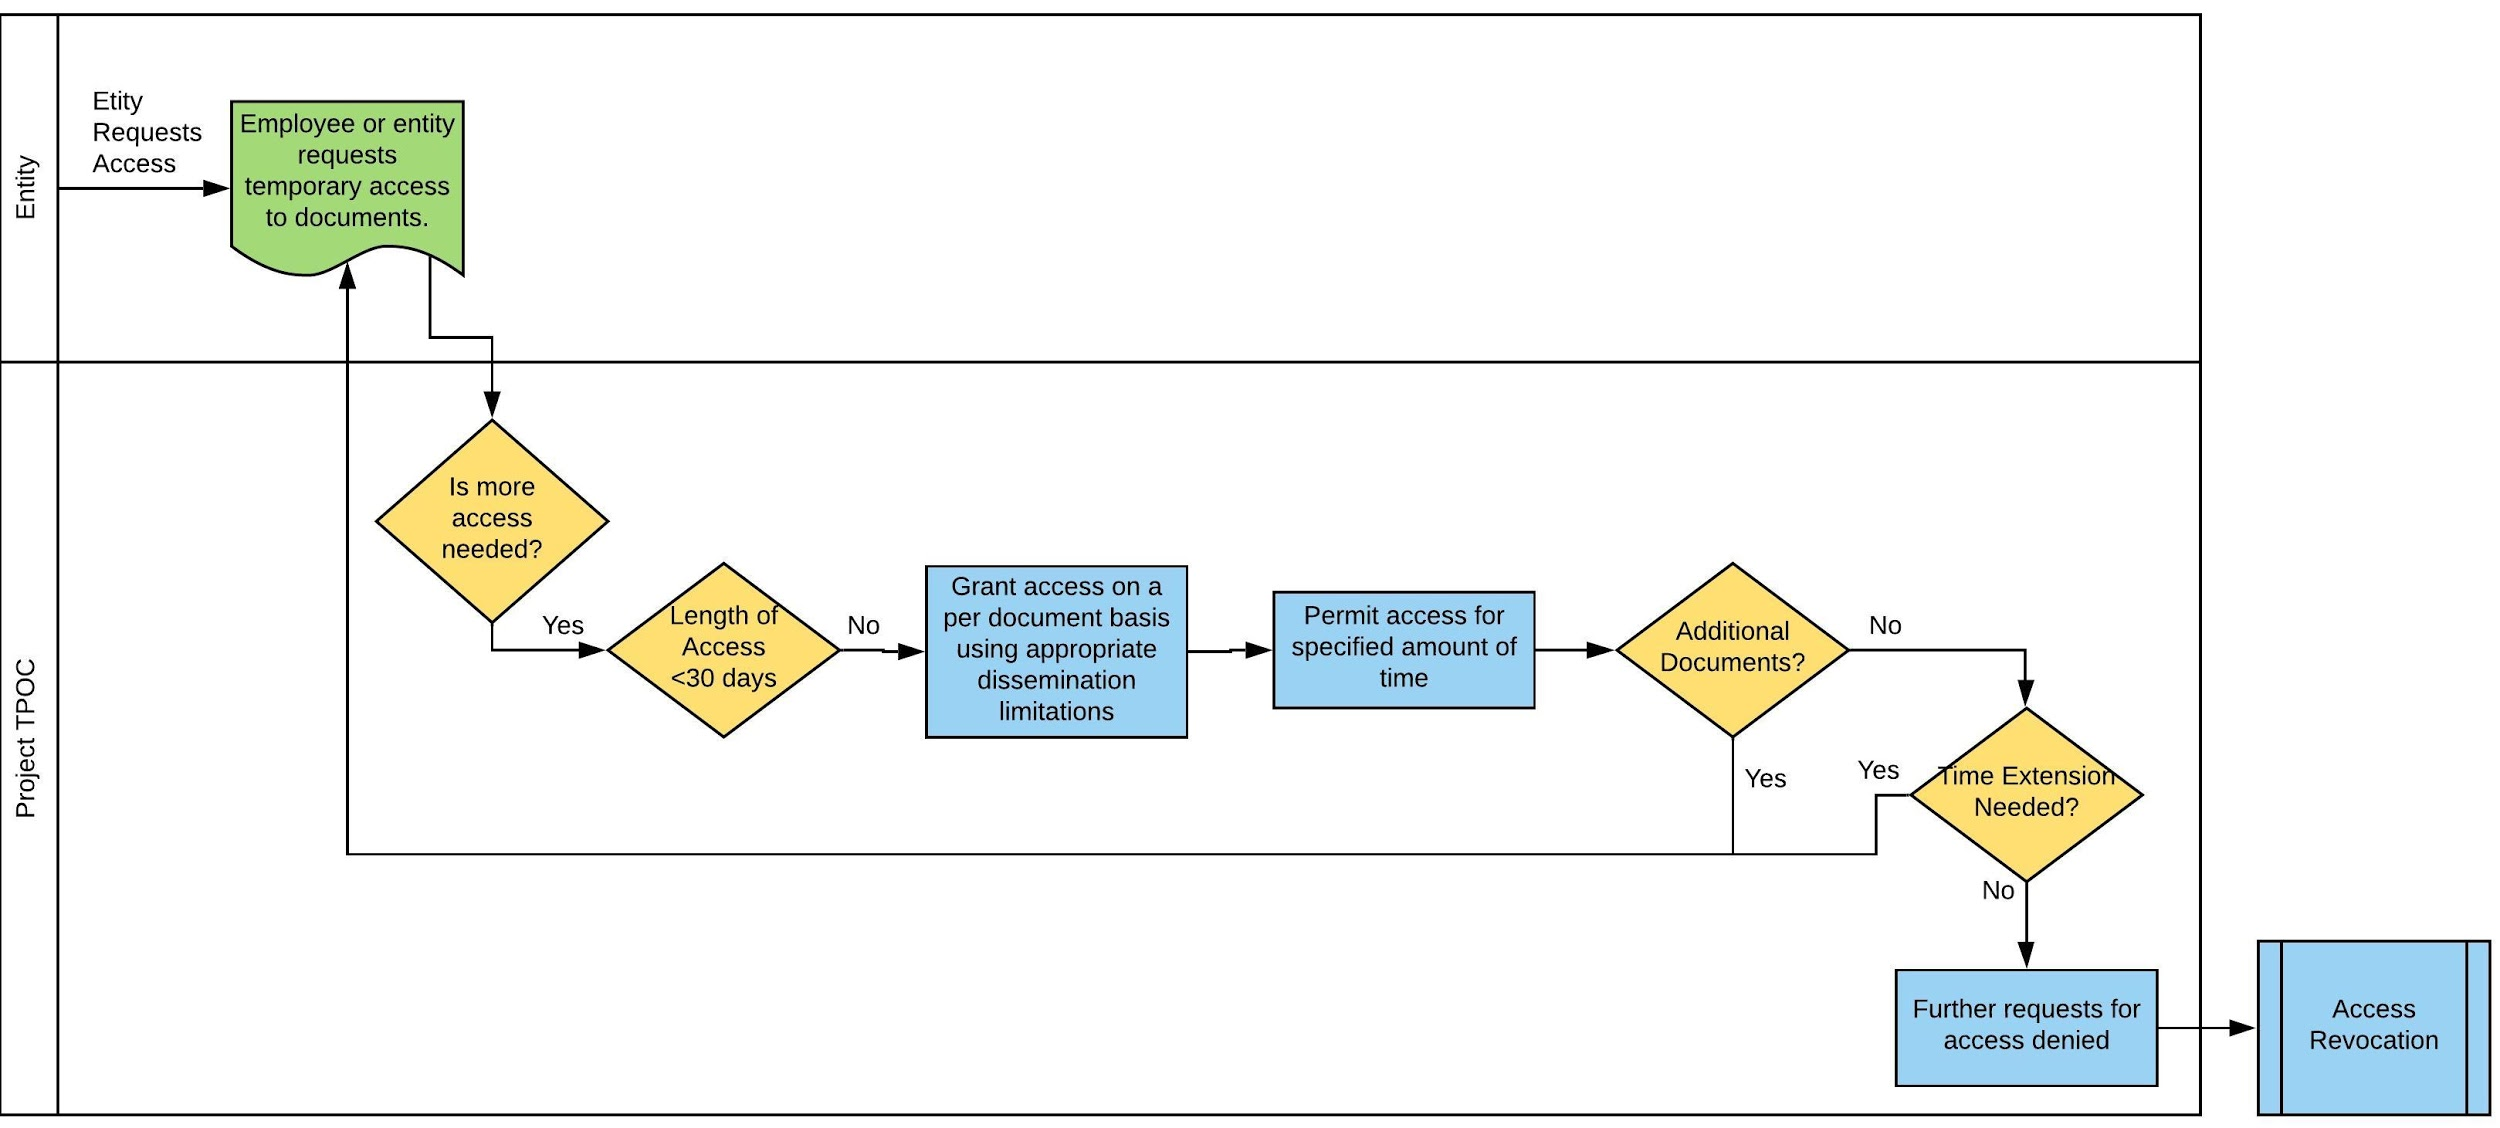 Entity
Etity
Requests
Access
Employee or entity
requests
temporary access
to documents.
Project TPOC
Is more
access
needed?
Yes
Length of
Access
<30 days
No
Grant access on a
per document basis
using appropriate
dissemination
limitations
Permit access for
specified amount of
time
Additional
Documents?
No
Yes
Yes
Time Extension
Needed?
No
Further requests for
access denied
Access
Revocation